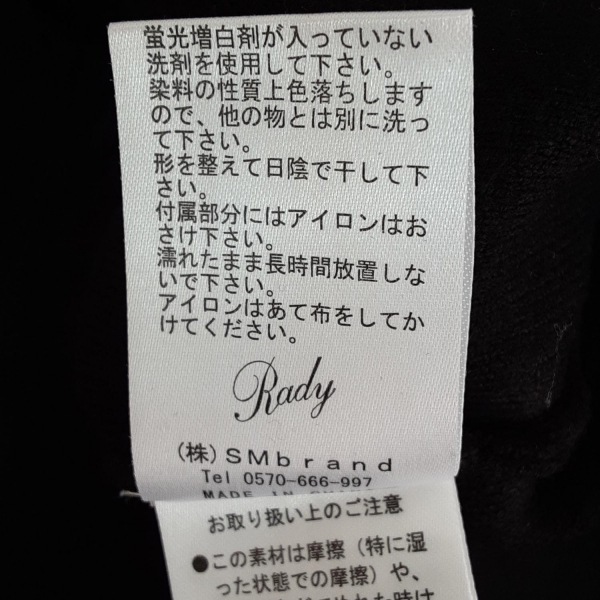 蛍光増白剤が入っていない
洗剤を使用して下さい。
染料の性質上色落ちします
ので、他の物とは別に洗っ
て下さい。
形を整えて日陰で干して下
さい。
付属部分にはアイロンはお
さけ下さい。
濡れたまま長時間放置しな
いで下さい。
アイロンはあて布をしてか
けてください。
Rady
(株)SMbrand
Tel 0570-666-997
MADE IN
お取り扱い上のご注意
●この素材は摩擦(特に湿
った状態での摩擦)や、